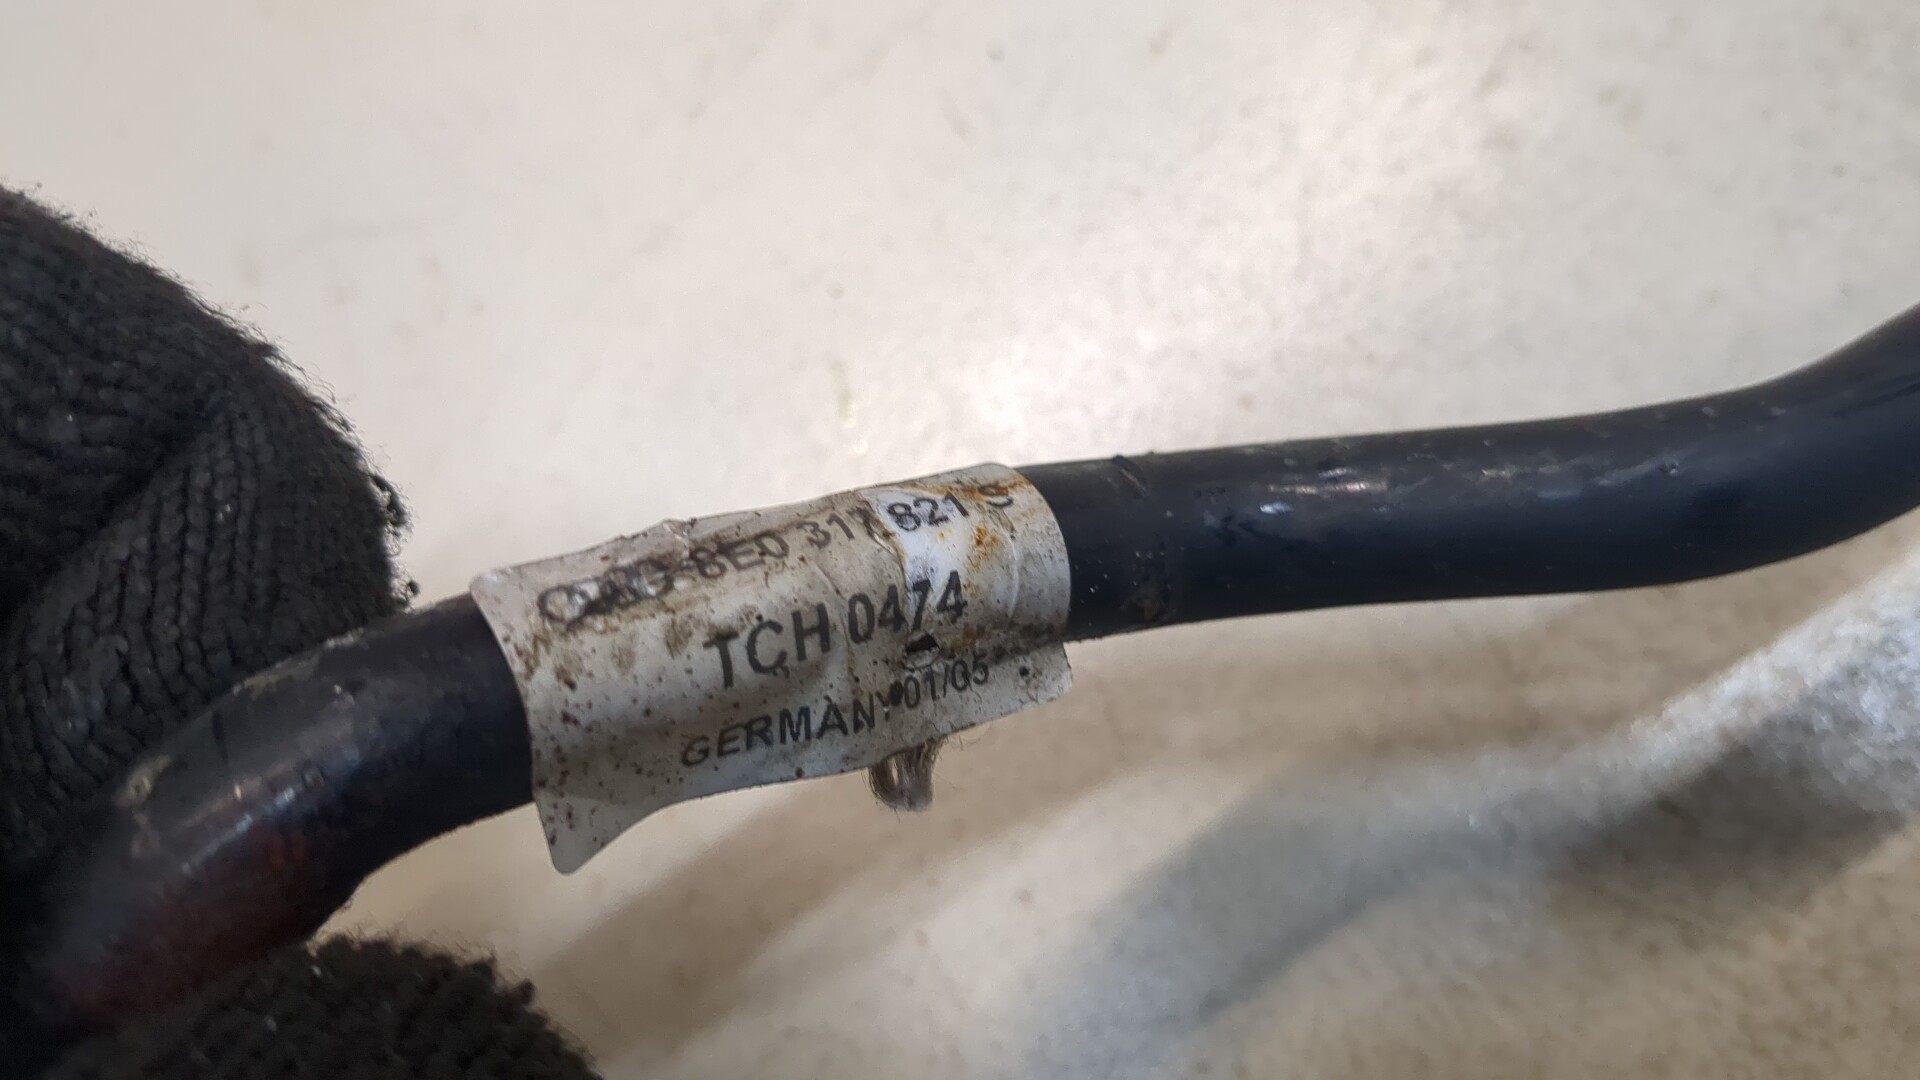 8E0 317 821 S
TCH 0474
GERMANY 01/05